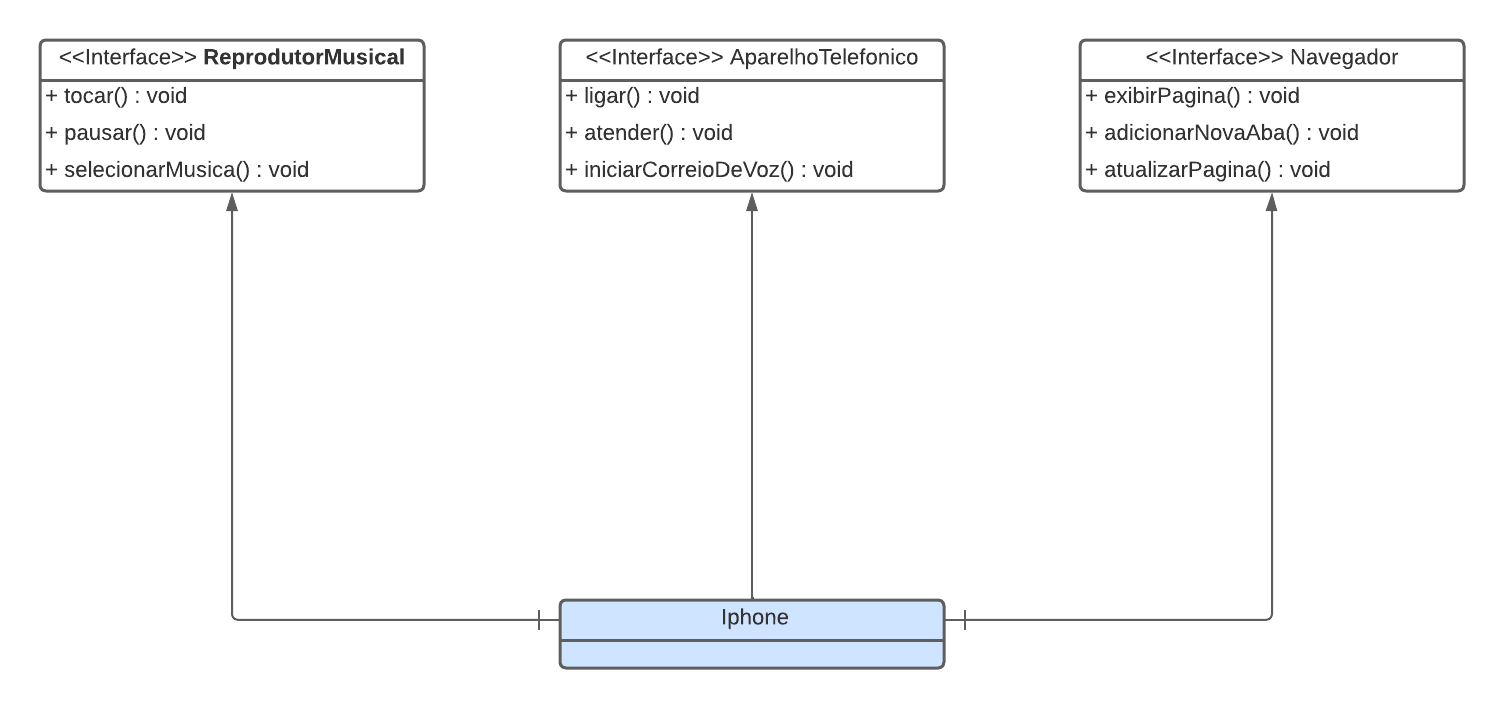 <<Interface>> ReprodutorMusical
+ tocar() : void
+ pausar() : void
+ selecionarMusica() : void
<<Interface>> AparelhoTelefonico
+ ligar() : void
+ atender() : void
+ iniciarCorreioDeVoz() : void
<<Interface>> Navegador
+ exibirPagina() : void
+ adicionarNovaAba() : void
+ atualizarPagina() : void
Iphone